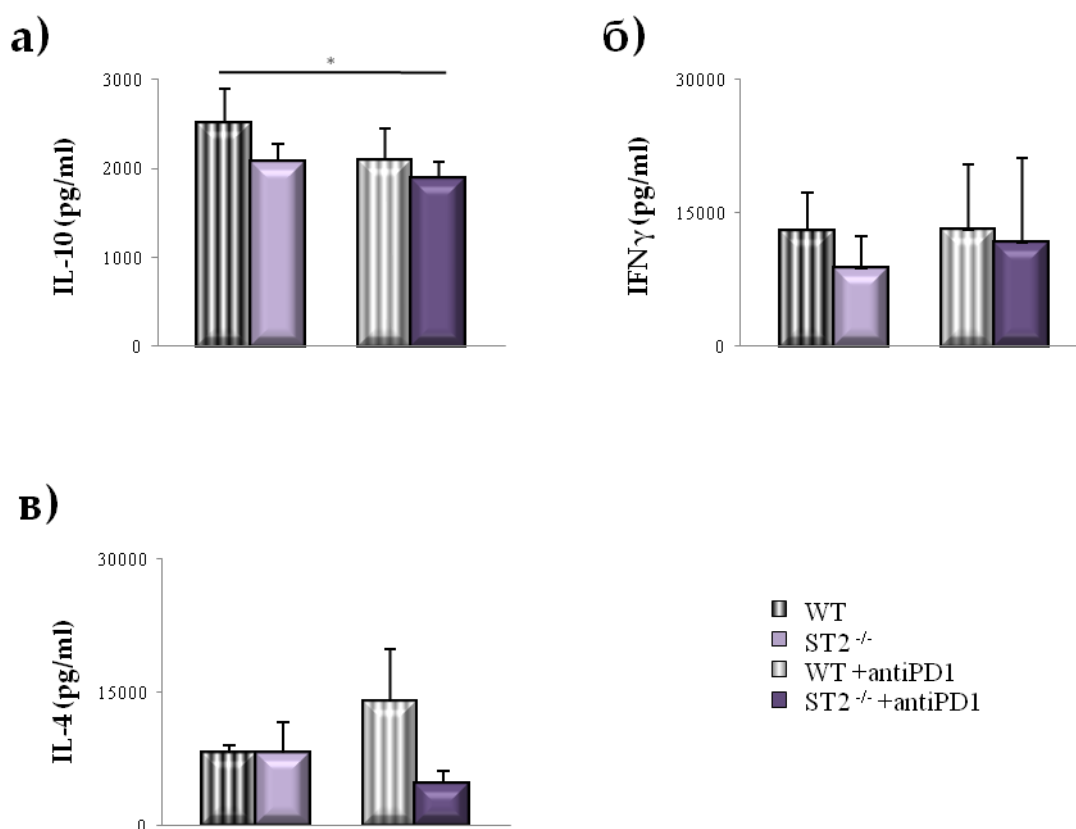 а)
*
3000
2000
1000
0
IL-10 (pg/ml)
б)
30000
15000
0
IFNγ (pg/ml)
в)
30000
15000
0
IL-4 (pg/ml)
WT
ST2 -/-
WT +antiPD1
ST2 -/- +antiPD1